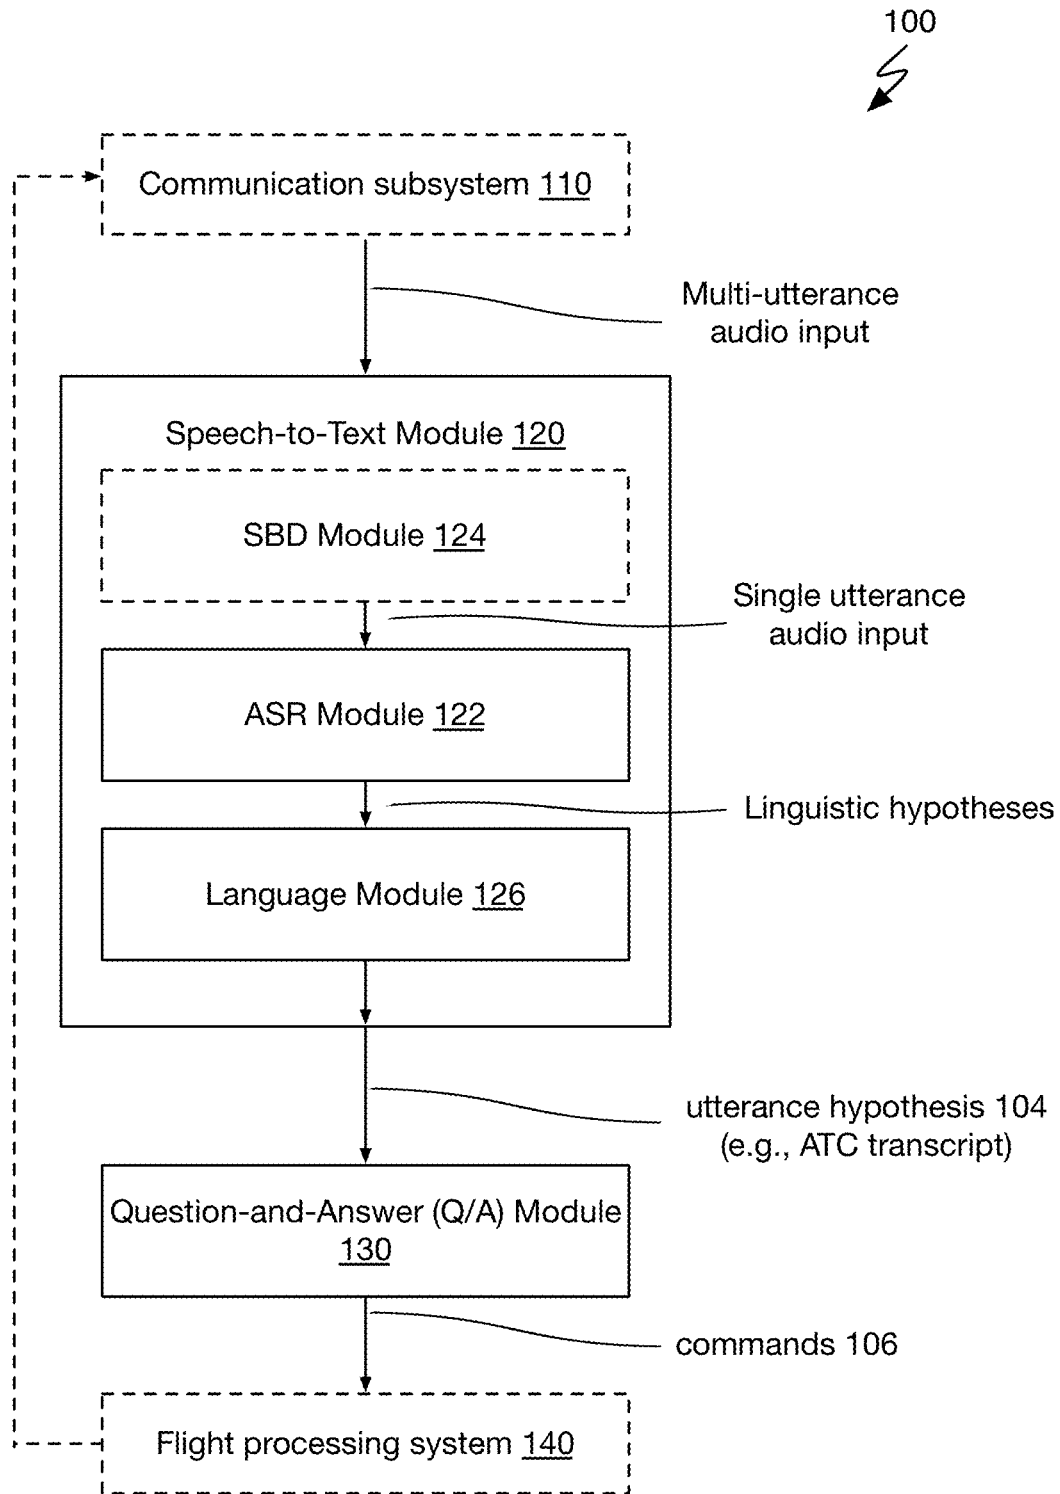 100
Communication subsystem 110
Multi-utterance
audio input
Speech-to-Text Module 120
SBD Module 124
Single utterance
audio input
ASR Module 122
Linguistic hypotheses
Language Module 126
utterance hypothesis 104
(e.g., ATC transcript)
Question-and-Answer (Q/A) Module
130
commands 106
Flight processing system 140